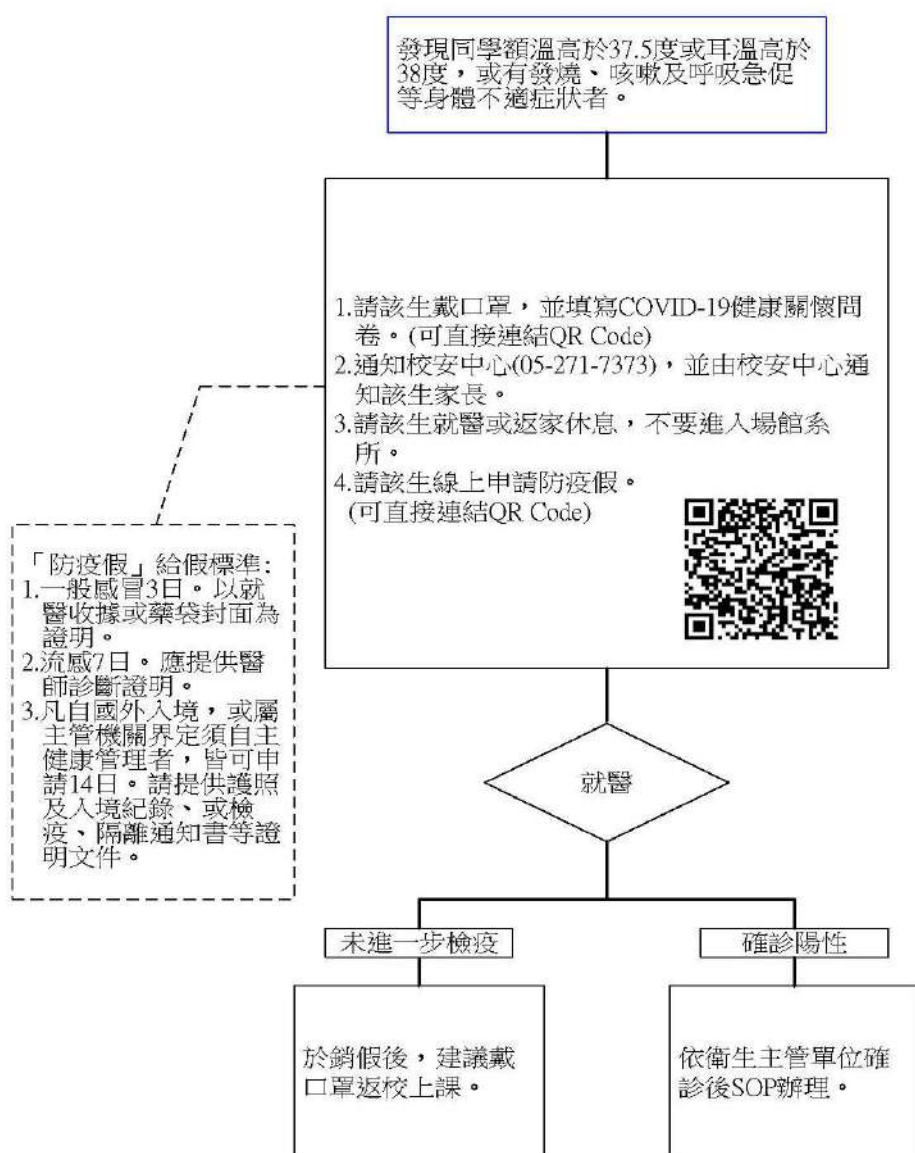 發現同學額溫高於37.5度或耳溫高於
38度，或有發燒、咳嗽及呼吸急促
等身體不適症狀者。
1.請該生戴口罩，並填寫COVID-19健康關懷問
卷。(可直接連結QR Code)
2.通知校安中心(05-271-7373)，並由校安中心通
知該生家長。
3.請該生就醫或返家休息，不要進入場館系
所。
4.請該生線上申請防疫假。
(可直接連結QR Code)
「防疫假」給假標準:
1.一般感冒3日。以就
醫收據或藥袋封面為
證明。
2.流感7日。應提供醫
師診斷證明。
3.凡自國外入境，或屬
主管機關界定須自主
健康管理者，皆可申
請14日。請提供護照
及入境紀錄、或檢
疫、隔離通知書等證
明文件。
就醫
未進一步檢疫
確診陽性
於銷假後，建議戴
口罩返校上課。
依衛生主管單位確
診後SOP辦理。